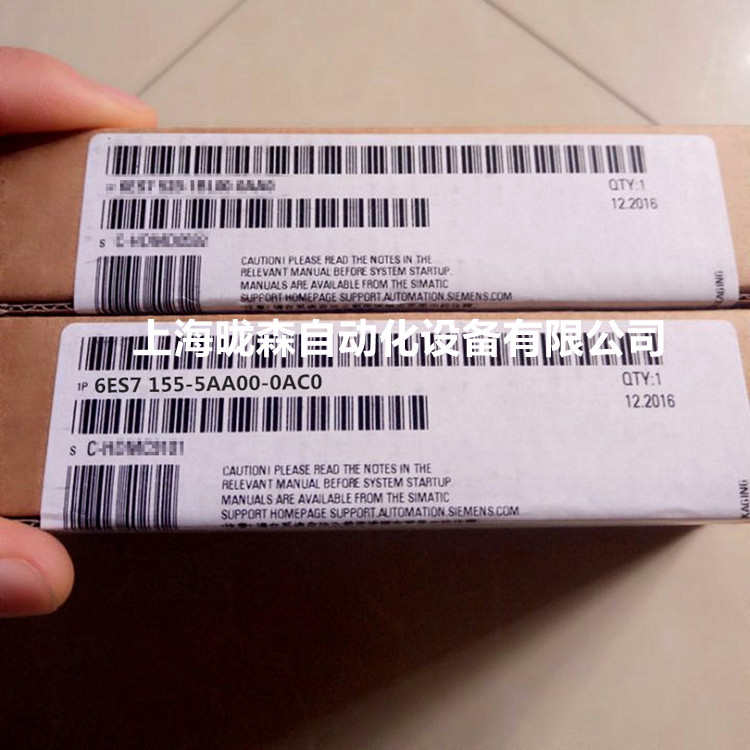 QTY:1
12.2016
S
CAUTION! PLEASE READ THE NOTES IN THE
RELEVANT MANUAL BEFORE SYSTEM STARTUP.
MANUALS ARE AVAILABLE FROM THE SIMATIC
SUPPORT HOMEPAGE SUPPORT.AUTOMATION.SIEMENS.COM
上海晓森自动化设备有限公司
1P 6ES7 155-5AA00-0AC0
QTY:1
12.2016
S
CAUTION! PLEASE READ THE NOTES IN THE
RELEVANT MANUAL BEFORE SYSTEM STARTUP.
MANUALS ARE AVAILABLE FROM THE SIMATIC
SUPPORT HOMEPAGE SUPPORT.AUTOMATION.SIEMENS.COM